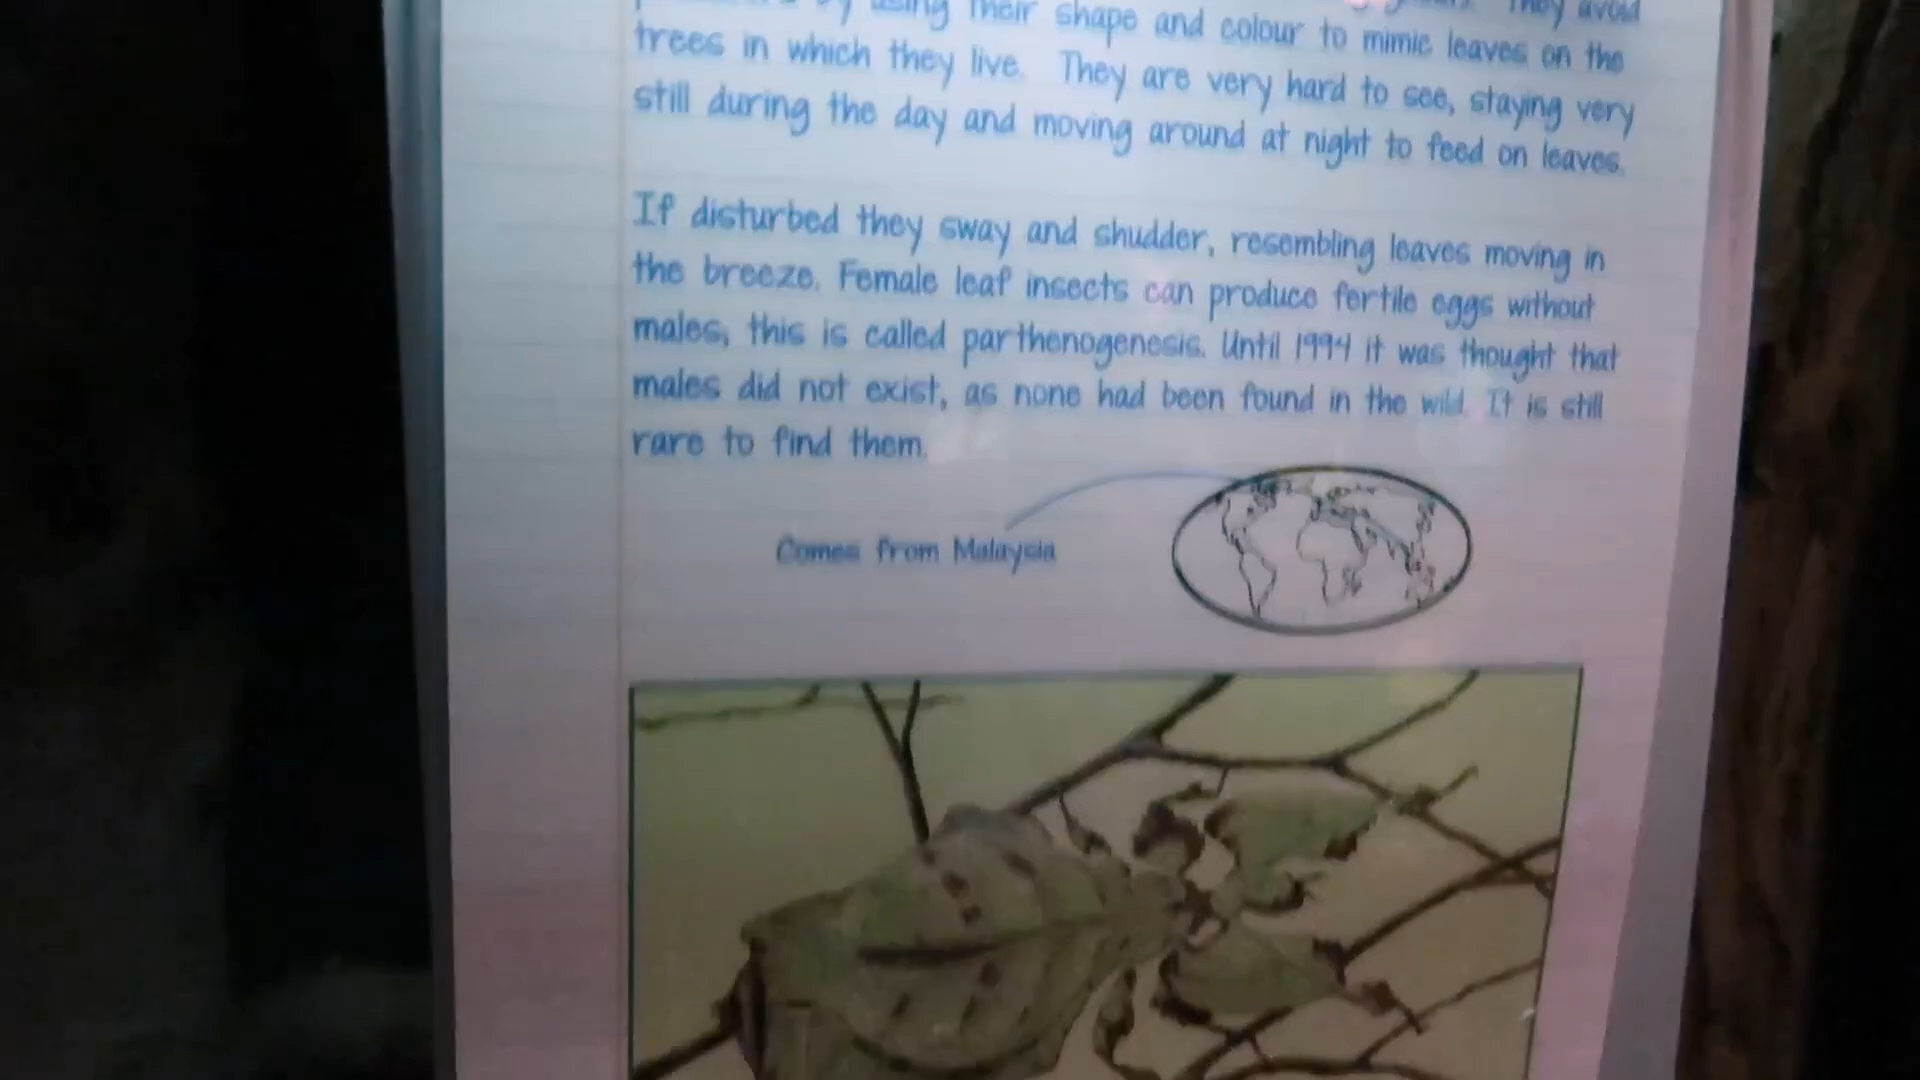 by using their shape and colour to mimic leaves on the
trees in which they live. They are very hard to see, staying very
still during the day and moving around at night to feed on leaves.
If disturbed they sway and shudder, resembling leaves moving in
the breeze. Female leaf insects can produce fertile eggs without
males, this is called parthenogenesis. Until 1994 it was thought that
males did not exist, as none had been found in the wild. It is still
rare to find them.
Comes from Malaysia